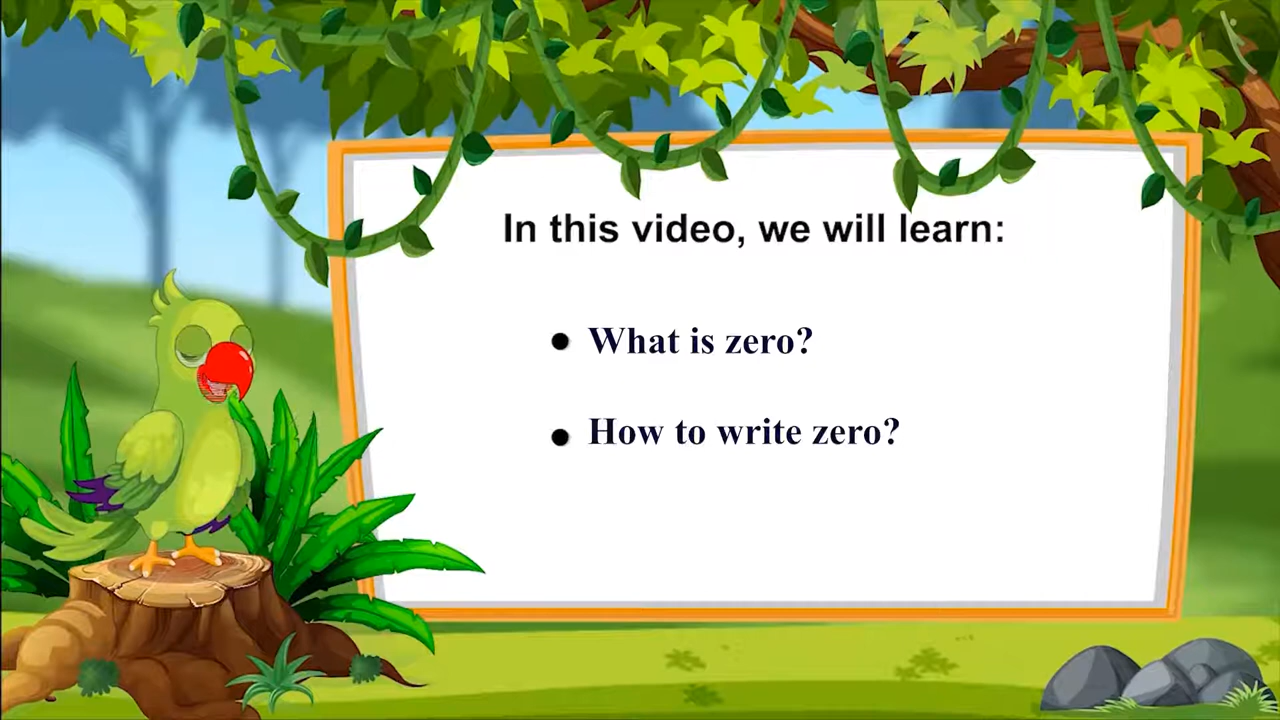 In this video, we will learn:
• What is zero?
• How to write zero?